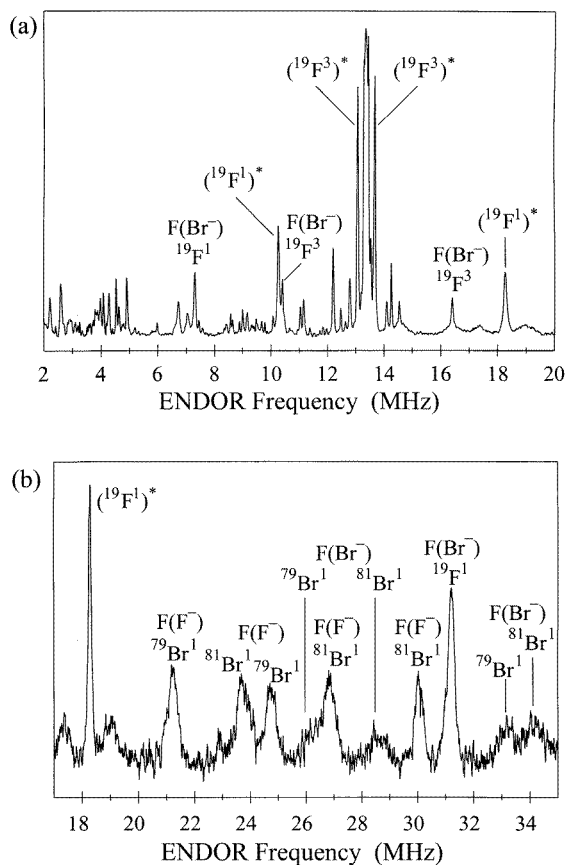 (a)
(¹⁹F³)* (¹⁹F³)*
(¹⁹F¹)*
F(Br⁻)
¹⁹F¹
F(Br⁻)
¹⁹F³
F(Br⁻)
¹⁹F³
(¹⁹F¹)*
2 4 6 8 10 12 14 16 18 20
ENDOR Frequency (MHz)
(b)
(¹⁹F¹)*
F(F⁻)
⁷⁹Br¹
F(F⁻)
⁸¹Br¹ ⁷⁹Br¹
F(Br⁻)
⁷⁹Br¹ ⁸¹Br¹
F(F⁻)
⁸¹Br¹
F(F⁻)
⁸¹Br¹
F(Br⁻)
¹⁹F¹
F(Br⁻)
⁷⁹Br¹ ⁸¹Br¹
18 20 22 24 26 28 30 32 34
ENDOR Frequency (MHz)